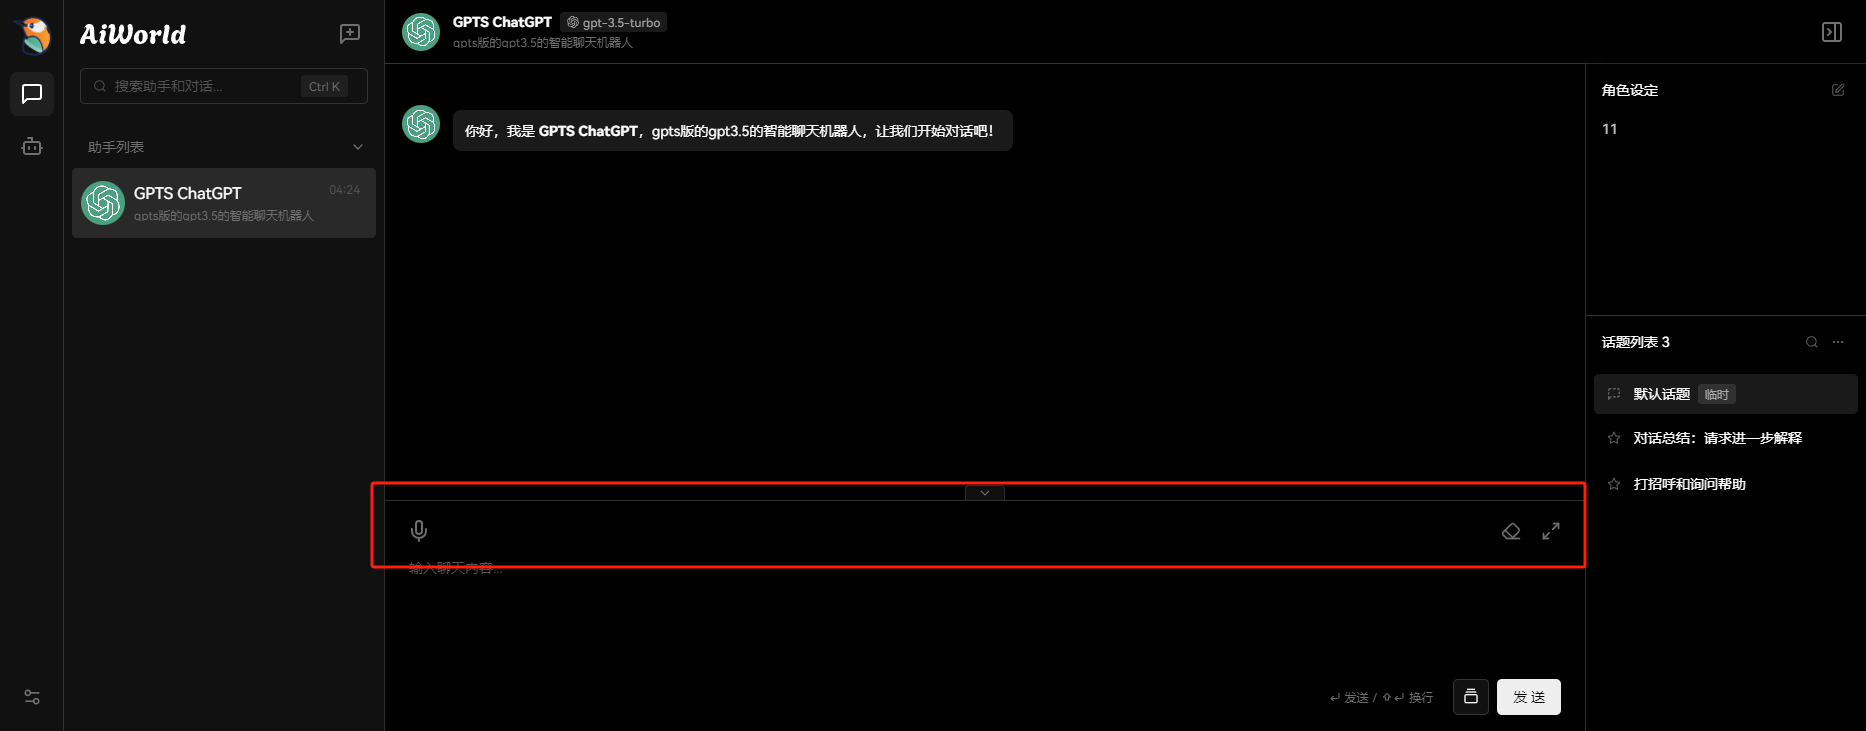 AiWorld
搜索助手和对话...
Ctrl K
助手列表
GPTS ChatGPT
04:24
gpts版的gpt3.5的智能聊天机器人
GPTS ChatGPT
gpt-3.5-turbo
gpts版的gpt3.5的智能聊天机器人
你好，我是 GPTS ChatGPT，gpts版的gpt3.5的智能聊天机器人，让我们开始对话吧！
输入聊天内容...
↵ 发送 / ⇧ ↵ 换行
发 送
角色设定
11
话题列表 3
默认话题
临时
对话总结：请求进一步解释
打招呼和询问帮助